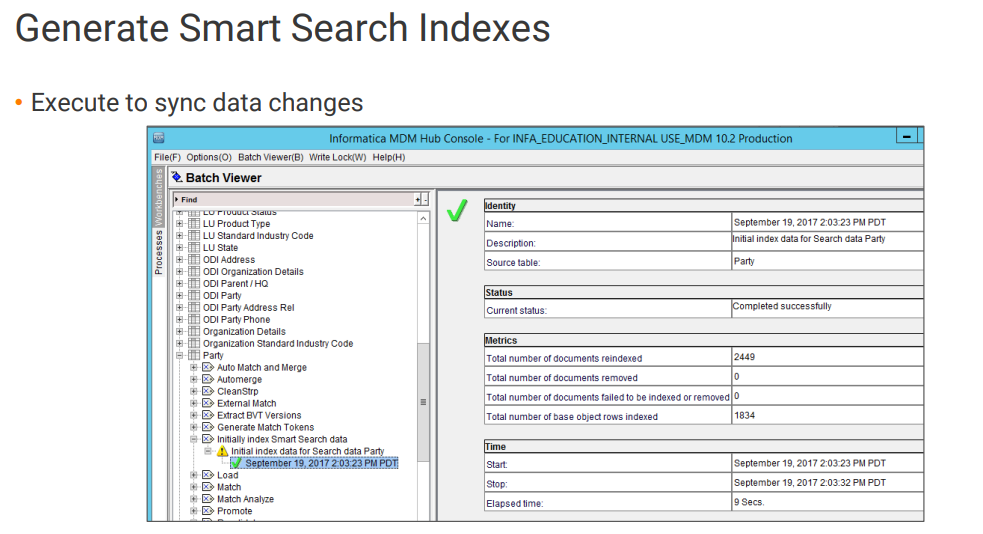 Generate Smart Search Indexes
• Execute to sync data changes
Informatica MDM Hub Console - For INFA_EDUCATION_INTERNAL USE_MDM 10.2 Production
File(F) Options(O) Batch Viewer(B) Write Lock(W) Help(H)
Workbenches
Processes
Batch Viewer
Find
LU Product Status
LU Product Type
LU Standard Industry Code
LU State
ODI Address
ODI Organization Details
ODI Parent / HQ
ODI Party
ODI Party Address Rel
ODI Party Phone
Organization Details
Organization Standard Industry Code
Party
Auto Match and Merge
Automerge
CleanStrp
External Match
Extract BVT Versions
Generate Match Tokens
Initially index Smart Search data
Initial index data for Search data Party
September 19, 2017 2:03:23 PM PDT
Load
Match
Match Analyze
Promote
Identity
Name: September 19, 2017 2:03:23 PM PDT
Description: Initial index data for Search data Party
Source table: Party
Status
Current status: Completed successfully
Metrics
Total number of documents reindexed 2449
Total number of documents removed 0
Total number of documents failed to be indexed or removed 0
Total number of base object rows indexed 1834
Time
Start: September 19, 2017 2:03:23 PM PDT
Stop: September 19, 2017 2:03:32 PM PDT
Elapsed time: 9 Secs.